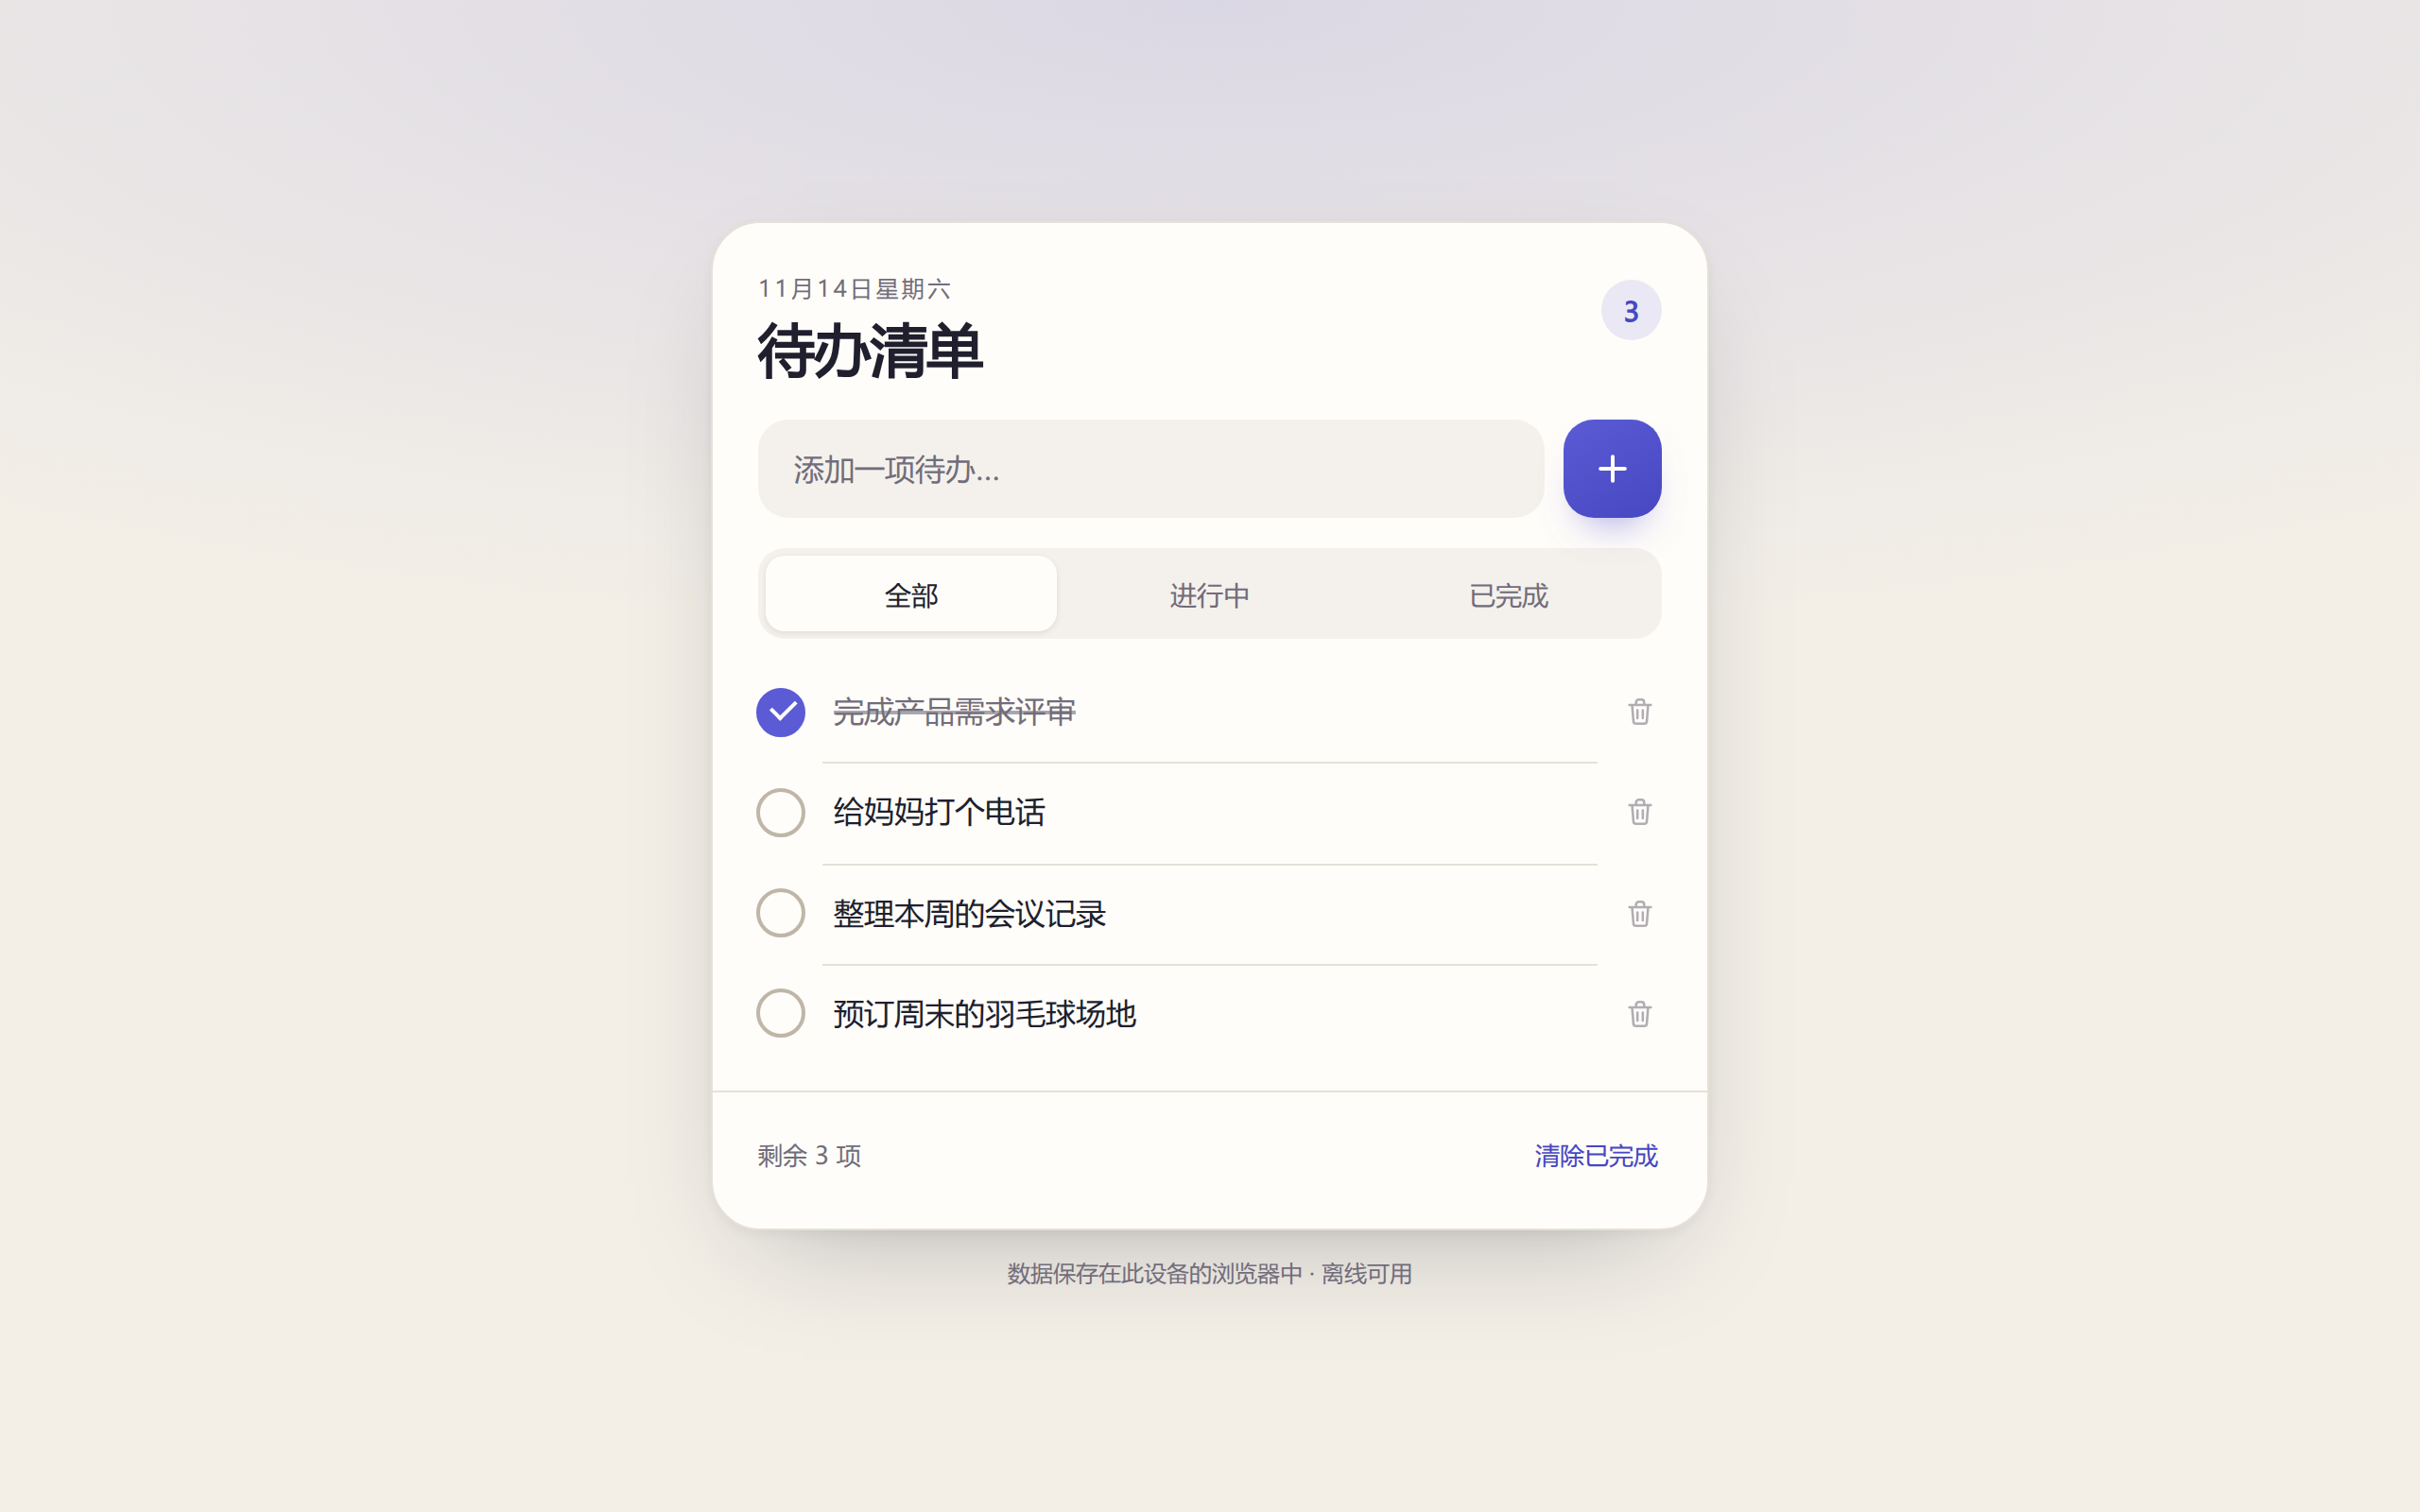 11月14日星期六
待办清单
3
添加一项待办...
全部
进行中
已完成
完成产品需求评审
给妈妈打个电话
整理本周的会议记录
预订周末的羽毛球场地
剩余 3 项
清除已完成
数据保存在此设备的浏览器中 · 离线可用